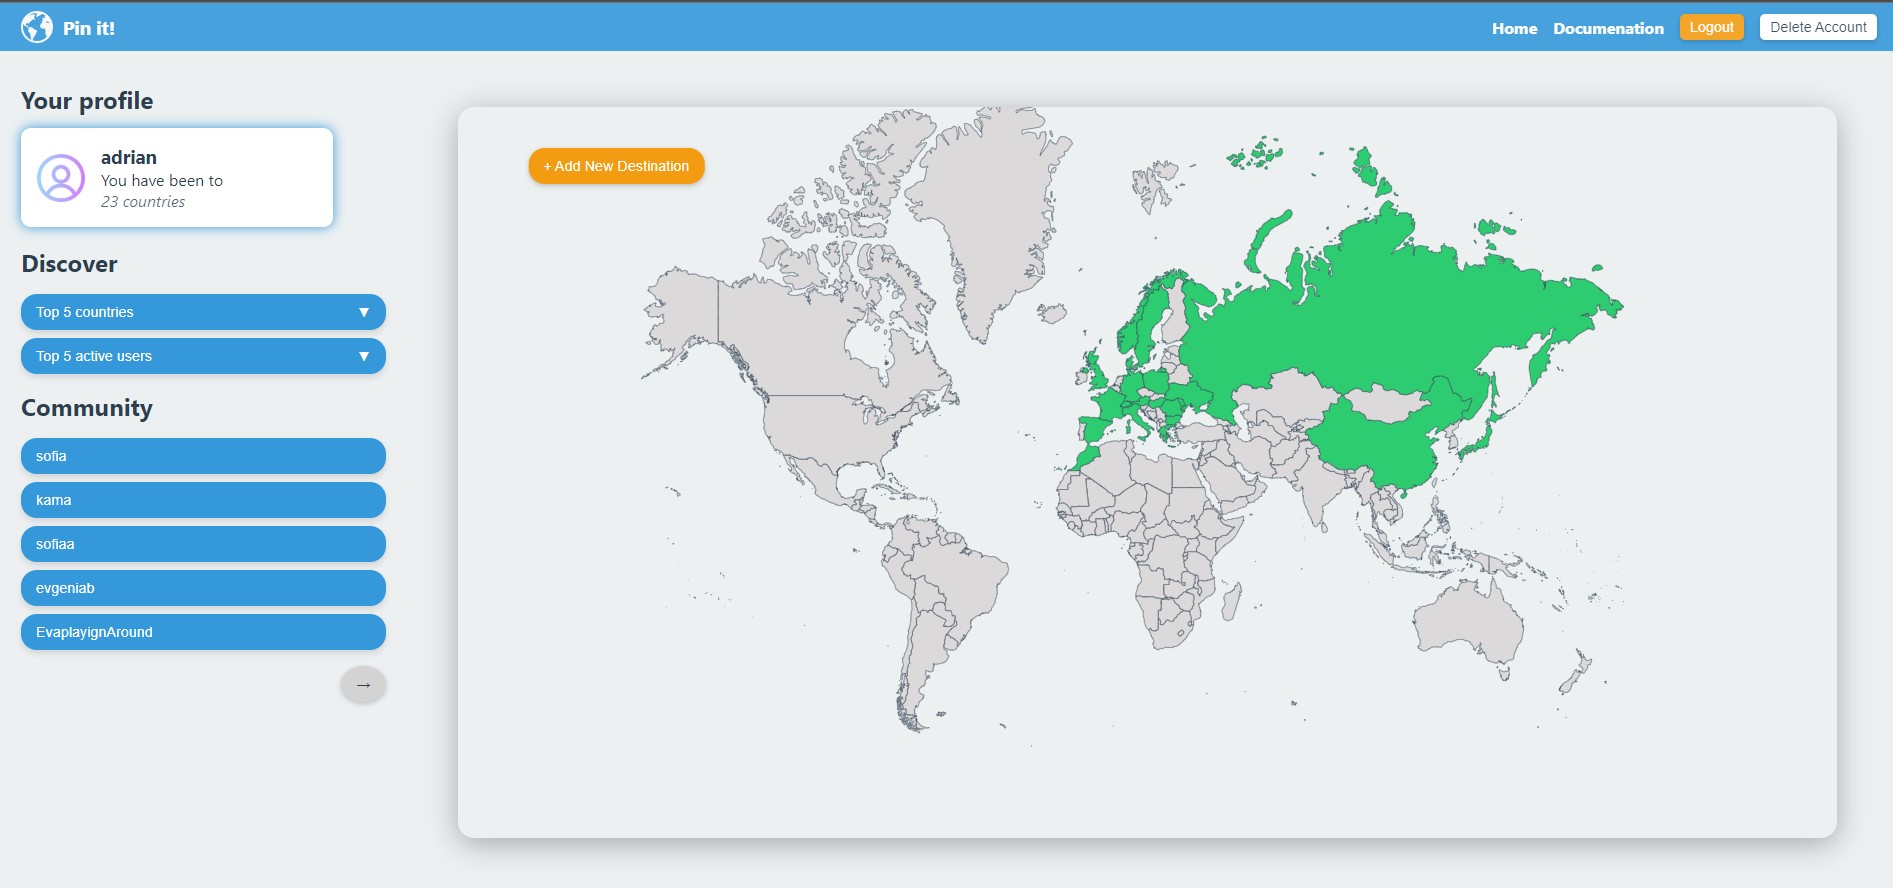 Pin it!
Home Documenation Logout Delete Account
Your profile
adrian
You have been to
23 countries
Discover
Top 5 countries ▼
Top 5 active users ▼
Community
sofia
kama
sofiaa
evgeniab
EvaplayignAround
→
+ Add New Destination